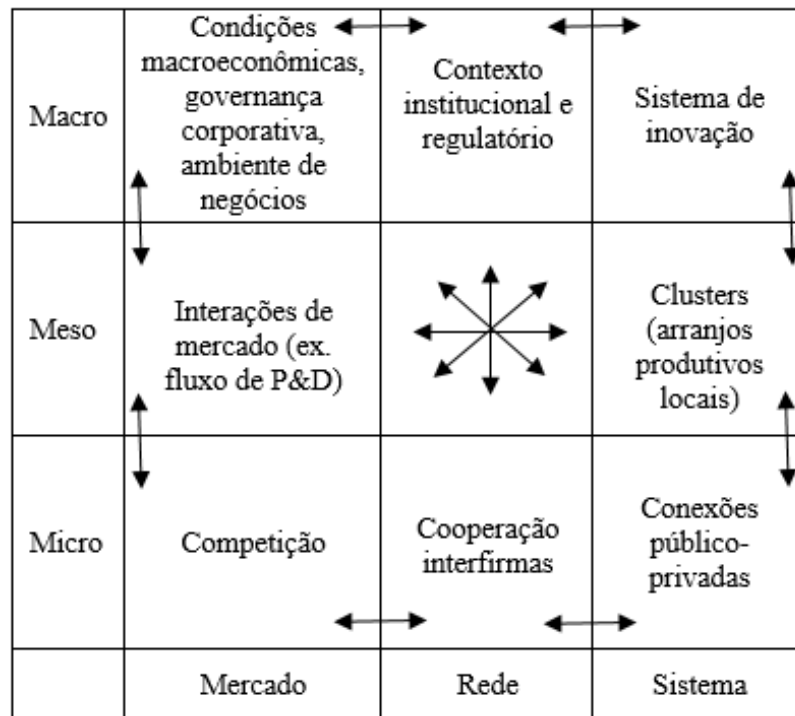 Macro
Condições
macroeconômicas,
governança
corporativa,
ambiente de
negócios
Contexto
institucional e
regulatório
Sistema de
inovação
Meso
Interações de
mercado (ex.
fluxo de P&D)
Clusters
(arranjos
produtivos
locais)
Micro
Competição
Cooperação
interfirmas
Conexões
público-
privadas
Mercado
Rede
Sistema